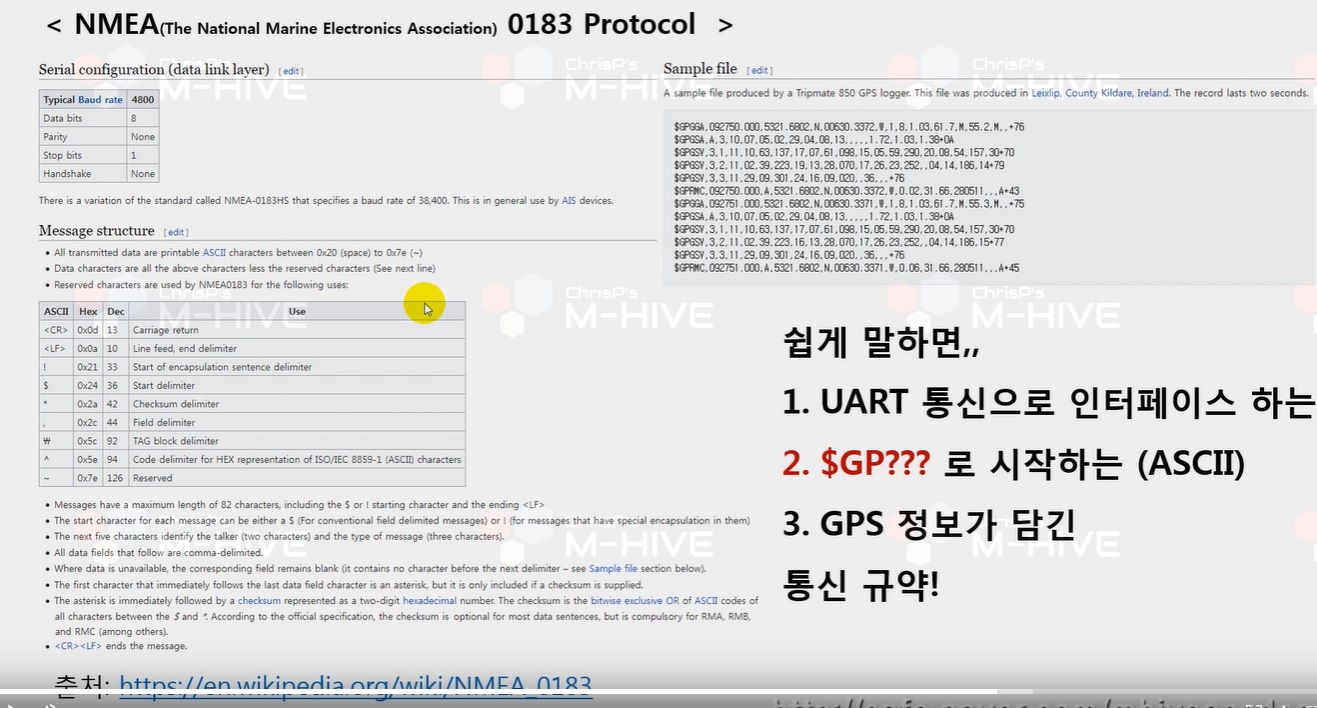 < NMEA(The National Marine Electronics Association) 0183 Protocol >
Serial configuration (data link layer) [edit]
Typical Baud rate 4800
Data bits 8
Parity None
Stop bits 1
Handshake None
There is a variation of the standard called NMEA-0183HS that specifies a baud rate of 38,400. This is in general use by AIS devices.
Message structure [edit]
• All transmitted data are printable ASCII characters between 0x20 (space) to 0x7e (~)
• Data characters are all the above characters less the reserved characters (See next line)
• Reserved characters are used by NMEA0183 for the following uses:
ASCII Hex Dec Use
<CR> 0x0d 13 Carriage return
<LF> 0x0a 10 Line feed, end delimiter
! 0x21 33 Start of encapsulation sentence delimiter
$ 0x24 36 Start delimiter
* 0x2a 42 Checksum delimiter
, 0x2c 44 Field delimiter
₩ 0x5c 92 TAG block delimiter
^ 0x5e 94 Code delimiter for HEX representation of ISO/IEC 8859-1 (ASCII) characters
~ 0x7e 126 Reserved
• Messages have a maximum length of 82 characters, including the $ or ! starting character and the ending <LF>
• The start character for each message can be either a $ (For conventional field delimited messages) or ! (for messages that have special encapsulation in them)
• The next five characters identify the talker (two characters) and the type of message (three characters).
• All data fields that follow are comma-delimited.
• Where data is unavailable, the corresponding field remains blank (it contains no character before the next delimiter – see Sample file section below).
• The first character that immediately follows the last data field character is an asterisk, but it is only included if a checksum is supplied.
• The asterisk is immediately followed by a checksum represented as a two-digit hexadecimal number. The checksum is the bitwise exclusive OR of ASCII codes of
all characters between the $ and *. According to the official specification, the checksum is optional for most data sentences, but is compulsory for RMA, RMB,
and RMC (among others).
• <CR><LF> ends the message.
출처: https://en.wikipedia.org/wiki/NMEA_0183
Sample file [edit]
A sample file produced by a Tripmate 850 GPS logger. This file was produced in Leixlip, County Kildare, Ireland. The record lasts two seconds.
$GPGGA,092750.000,5321.6802,N,00630.3372,W,1,8,1.03,61.7,M,55.2,M,,*76
$GPGSA,A,3,10,07,05,02,29,04,08,13,,,,,1.72,1.03,1.38*0A
$GPGSV,3,1,11,10,63,137,17,07,61,098,15,05,59,290,20,08,54,157,30*70
$GPGSV,3,2,11,02,39,223,19,13,28,070,17,26,23,252,,04,14,186,14*79
$GPGSV,3,3,11,29,09,301,24,16,09,020,,36,,,*76
$GPRMC,092750.000,A,5321.6802,N,00630.3372,W,0.02,31.66,280511,,,A*43
$GPGGA,092751.000,5321.6802,N,00630.3371,W,1,8,1.03,61.7,M,55.3,M,,*75
$GPGSA,A,3,10,07,05,02,29,04,08,13,,,,,1.72,1.03,1.38*0A
$GPGSV,3,1,11,10,63,137,17,07,61,098,15,05,59,290,20,08,54,157,30*70
$GPGSV,3,2,11,02,39,223,16,13,28,070,17,26,23,252,,04,14,186,15*77
$GPGSV,3,3,11,29,09,301,24,16,09,020,,36,,,*76
$GPRMC,092751.000,A,5321.6802,N,00630.3371,W,0.06,31.66,280511,,,A*45
쉽게 말하면,,
1. UART 통신으로 인터페이스 하는
2. $GP??? 로 시작하는 (ASCII)
3. GPS 정보가 담긴
통신 규약!
ChrisP's
M-HIVE